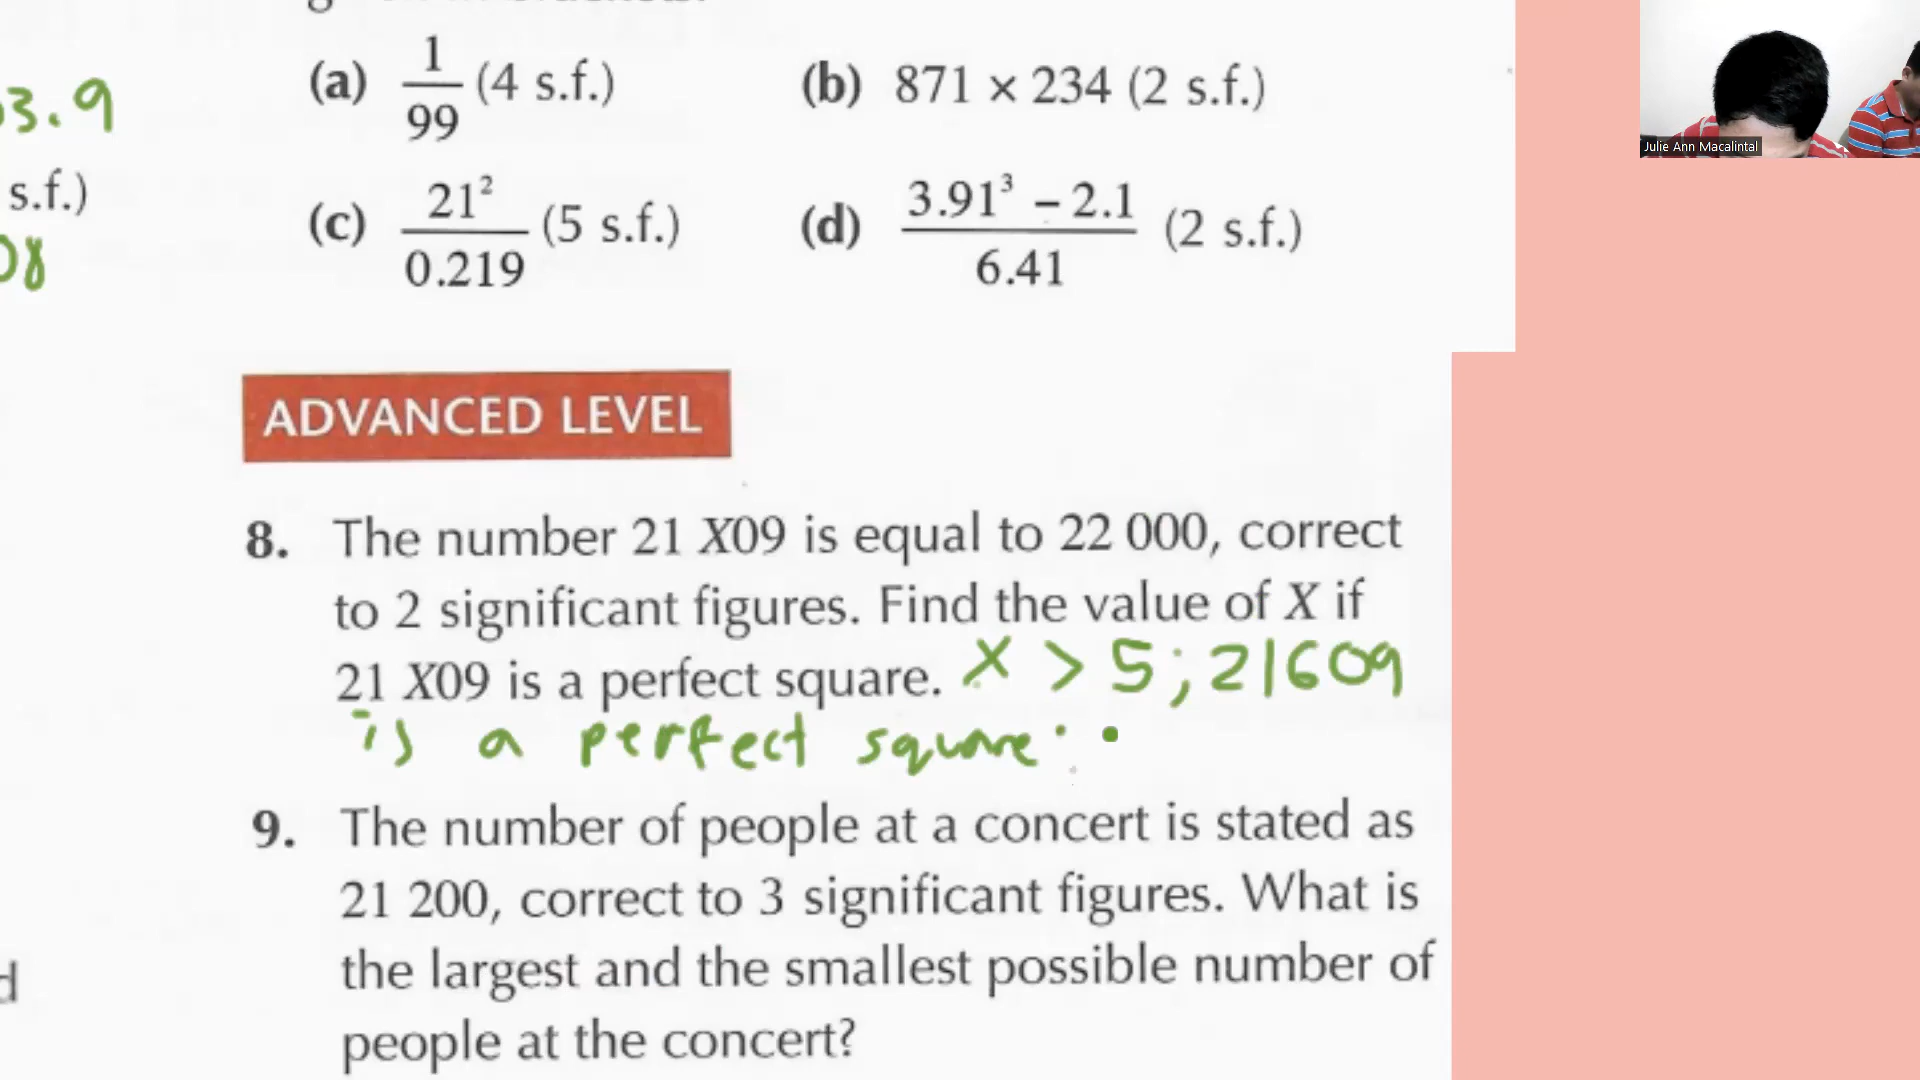 (a) 1/99 (4 s.f.)
(b) 871 × 234 (2 s.f.)
3.9
s.f.)
(c) 21²/0.219 (5 s.f.)
(d) 3.91³ − 2.1/6.41 (2 s.f.)
08
Julie Ann Macalintal
ADVANCED LEVEL
8. The number 21 X09 is equal to 22 000, correct
to 2 significant figures. Find the value of X if
21 X09 is a perfect square. x > 5; 21609
is a perfect square
9. The number of people at a concert is stated as
21 200, correct to 3 significant figures. What is
the largest and the smallest possible number of
people at the concert?